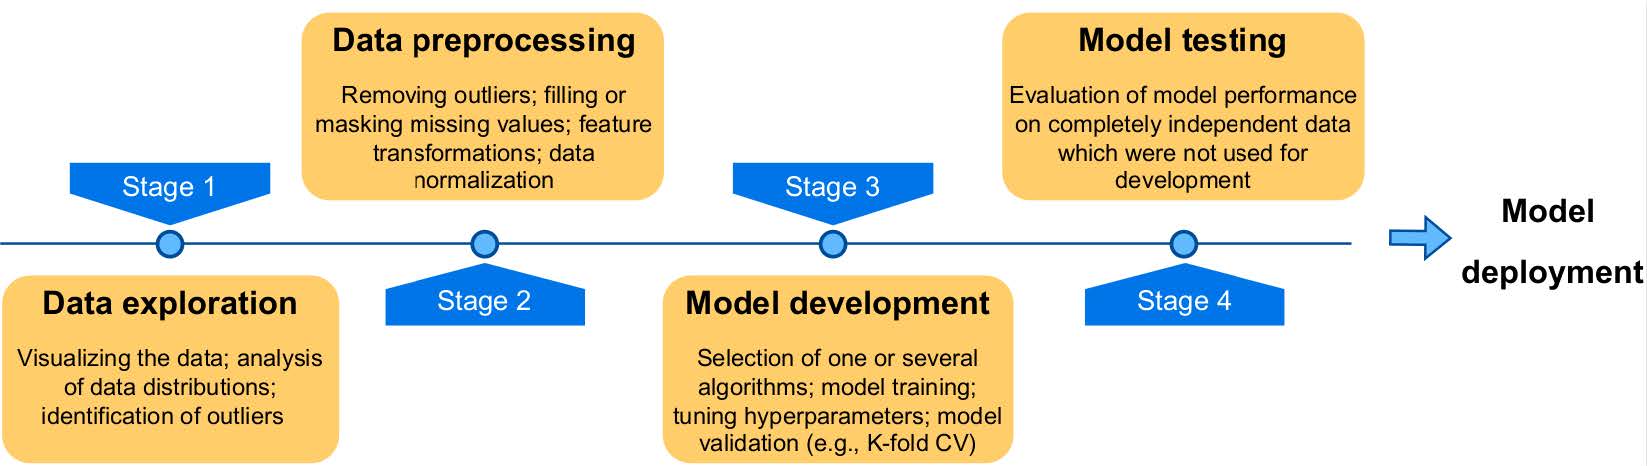 Data preprocessing
Removing outliers; filling or
masking missing values; feature
transformations; data
normalization
Model testing
Evaluation of model performance
on completely independent data
which were not used for
development
Stage 1
Stage 3
Model
deployment
Stage 2
Stage 4
Data exploration
Visualizing the data; analysis
of data distributions;
identification of outliers
Model development
Selection of one or several
algorithms; model training;
tuning hyperparameters; model
validation (e.g., K-fold CV)